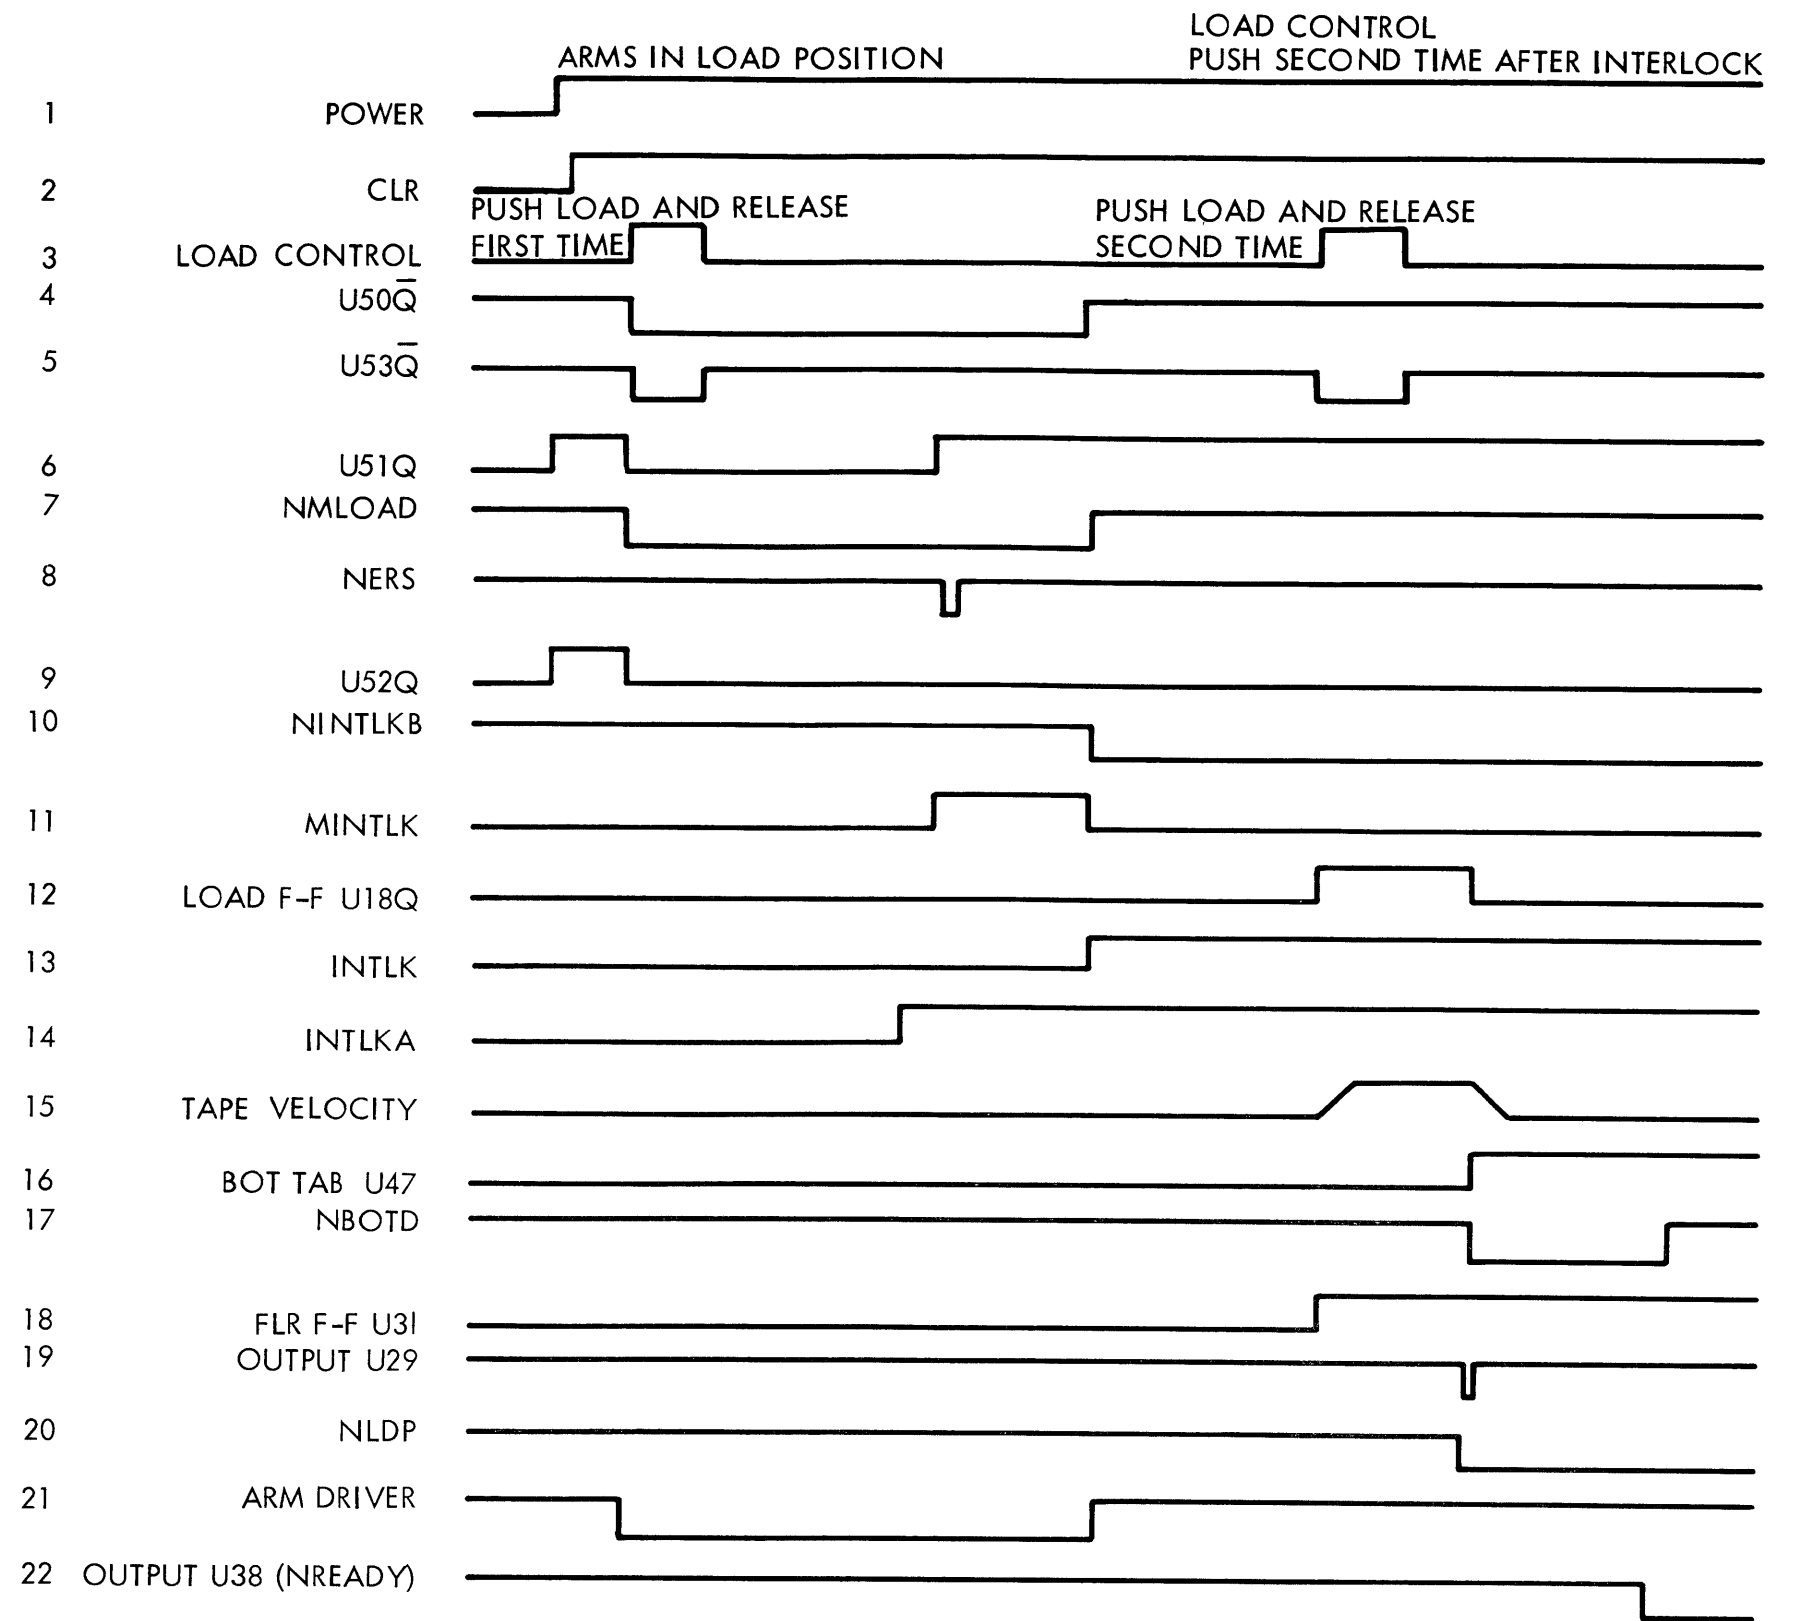 LOAD CONTROL
ARMS IN LOAD POSITION PUSH SECOND TIME AFTER INTERLOCK
1 POWER
2 CLR
PUSH LOAD AND RELEASE PUSH LOAD AND RELEASE
FIRST TIME SECOND TIME
3 LOAD CONTROL
4 U50Q̅
5 U53Q̅
6 U51Q
7 NMLOAD
8 NERS
9 U52Q
10 NINTLKB
11 MINTLK
12 LOAD F-F U18Q
13 INTLK
14 INTLKA
15 TAPE VELOCITY
16 BOT TAB U47
17 NBOTD
18 FLR F-F U31
19 OUTPUT U29
20 NLDP
21 ARM DRIVER
22 OUTPUT U38 (NREADY)